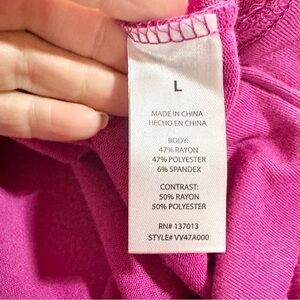 L
MADE IN CHINA
HECHO EN CHINA
BODY:
47% RAYON
47% POLYESTER
6% SPANDEX
CONTRAST:
50% RAYON
50% POLYESTER
RN# 137013
STYLE# VV47A000